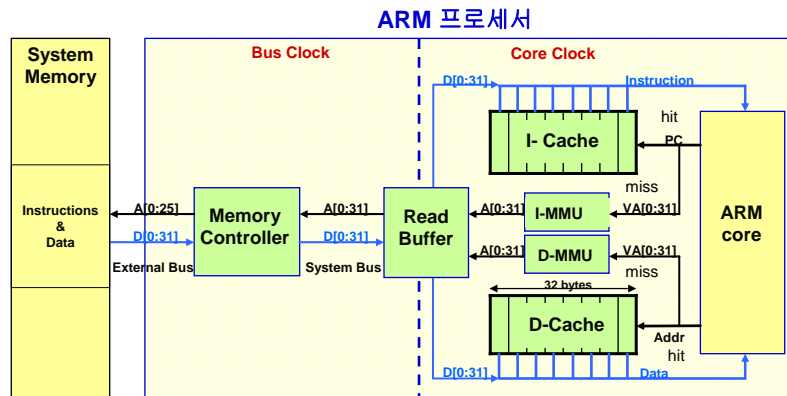 ARM 프로세서
System
Memory
Bus Clock
Core Clock
D[0:31]
Instruction
hit
I- Cache
PC
miss
Instructions
&
Data
A[0:25]
D[0:31]
External Bus
Memory
Controller
A[0:31]
D[0:31]
System Bus
Read
Buffer
A[0:31]
I-MMU
VA[0:31]
A[0:31]
D-MMU
VA[0:31]
miss
ARM
core
32 bytes
D-Cache
Addr
hit
D[0:31]
Data